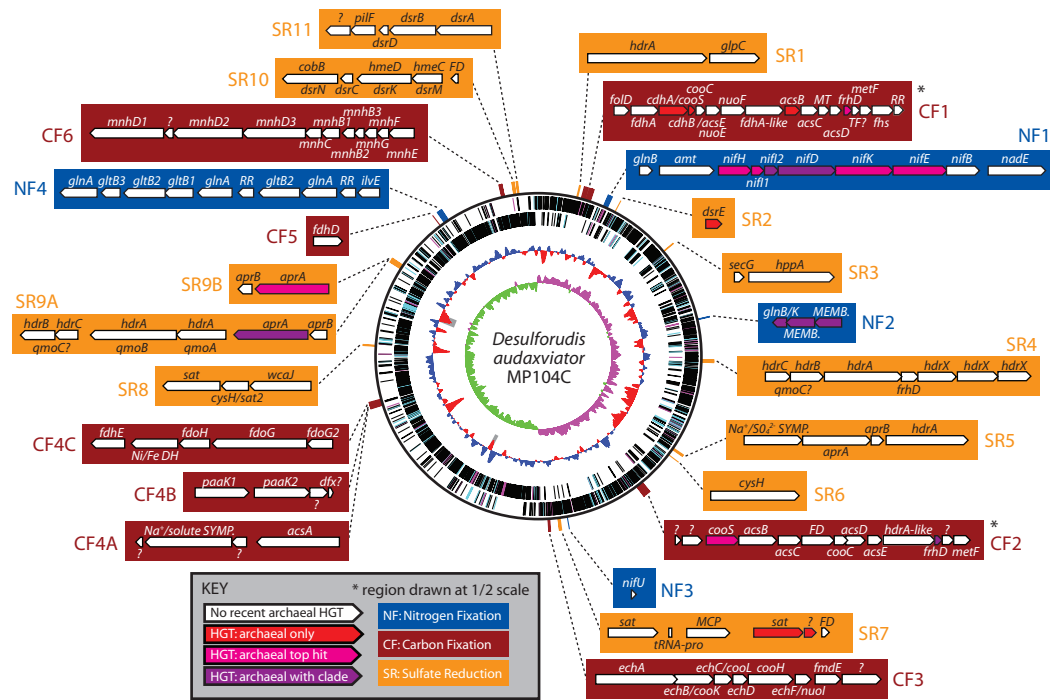 SR11
? pilF dsrB dsrA
dsrD
SR10
cobB hmeD hmeC FD
dsrN dsrC dsrK dsrM
CF6
mnhB3
mnhD1 ? mnhD2 mnhD3 mnhB1 mnhF
mnhC mnhG
mnhB2 mnhE
NF4
glnA gltB3 gltB2 gltB1 glnA RR gltB2 glnA RR ilvE
CF5
fdhD
SR9B
aprB aprA
SR9A
hdrB hdrC hdrA hdrA aprA aprB
qmoC? qmoB qmoA
SR8
sat wcaJ
cysH/sat2
CF4C
fdhE fdoH fdoG fdoG2
Ni/Fe DH
CF4B
paaK1 paaK2 dfx?
?
CF4A
Na⁺/solute SYMP. acsA
? ?
SR1
hdrA glpC
CF1
*
cooC metF
folD cdhA/cooS nuoF acsB MT frhD RR
fdhA cdhB /acsE fdhA-like acsC TF? fhs
nuoE acsD
NF1
glnB amt nifH nifI2 nifD nifK nifE nifB nadE
nifI1
SR2
dsrE
SR3
secG hppA
NF2
glnB/K MEMB.
MEMB.
SR4
hdrC hdrB hdrA hdrX hdrX hdrX
qmoC? frhD
SR5
Na⁺/S0₄²⁻ SYMP. aprB hdrA
aprA
SR6
cysH
CF2
*
? ? cooS acsB FD acsD hdrA-like ?
acsC cooC acsE frhD metF
NF3
nifU
SR7
sat MCP sat ? FD
tRNA-pro
CF3
echA echC/cooL cooH fmdE ?
echB/cooK echD echF/nuoI
Desulforudis
audaxviator
MP104C
KEY
* region drawn at 1/2 scale
No recent archaeal HGT
HGT: archaeal only
HGT: archaeal top hit
HGT: archaeal with clade
NF: Nitrogen Fixation
CF: Carbon Fixation
SR: Sulfate Reduction